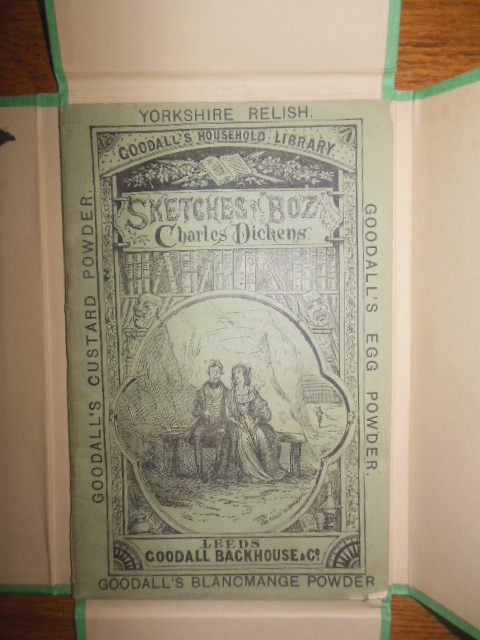 YORKSHIRE RELISH.
GOODALL'S HOUSEHOLD LIBRARY
SKETCHES BY BOZ
Charles Dickens.
GOODALL'S CUSTARD POWDER.
GOODALL'S EGG POWDER.
LEEDS
GOODALL BACKHOUSE & Co.
GOODALL'S BLANCMANGE POWDER